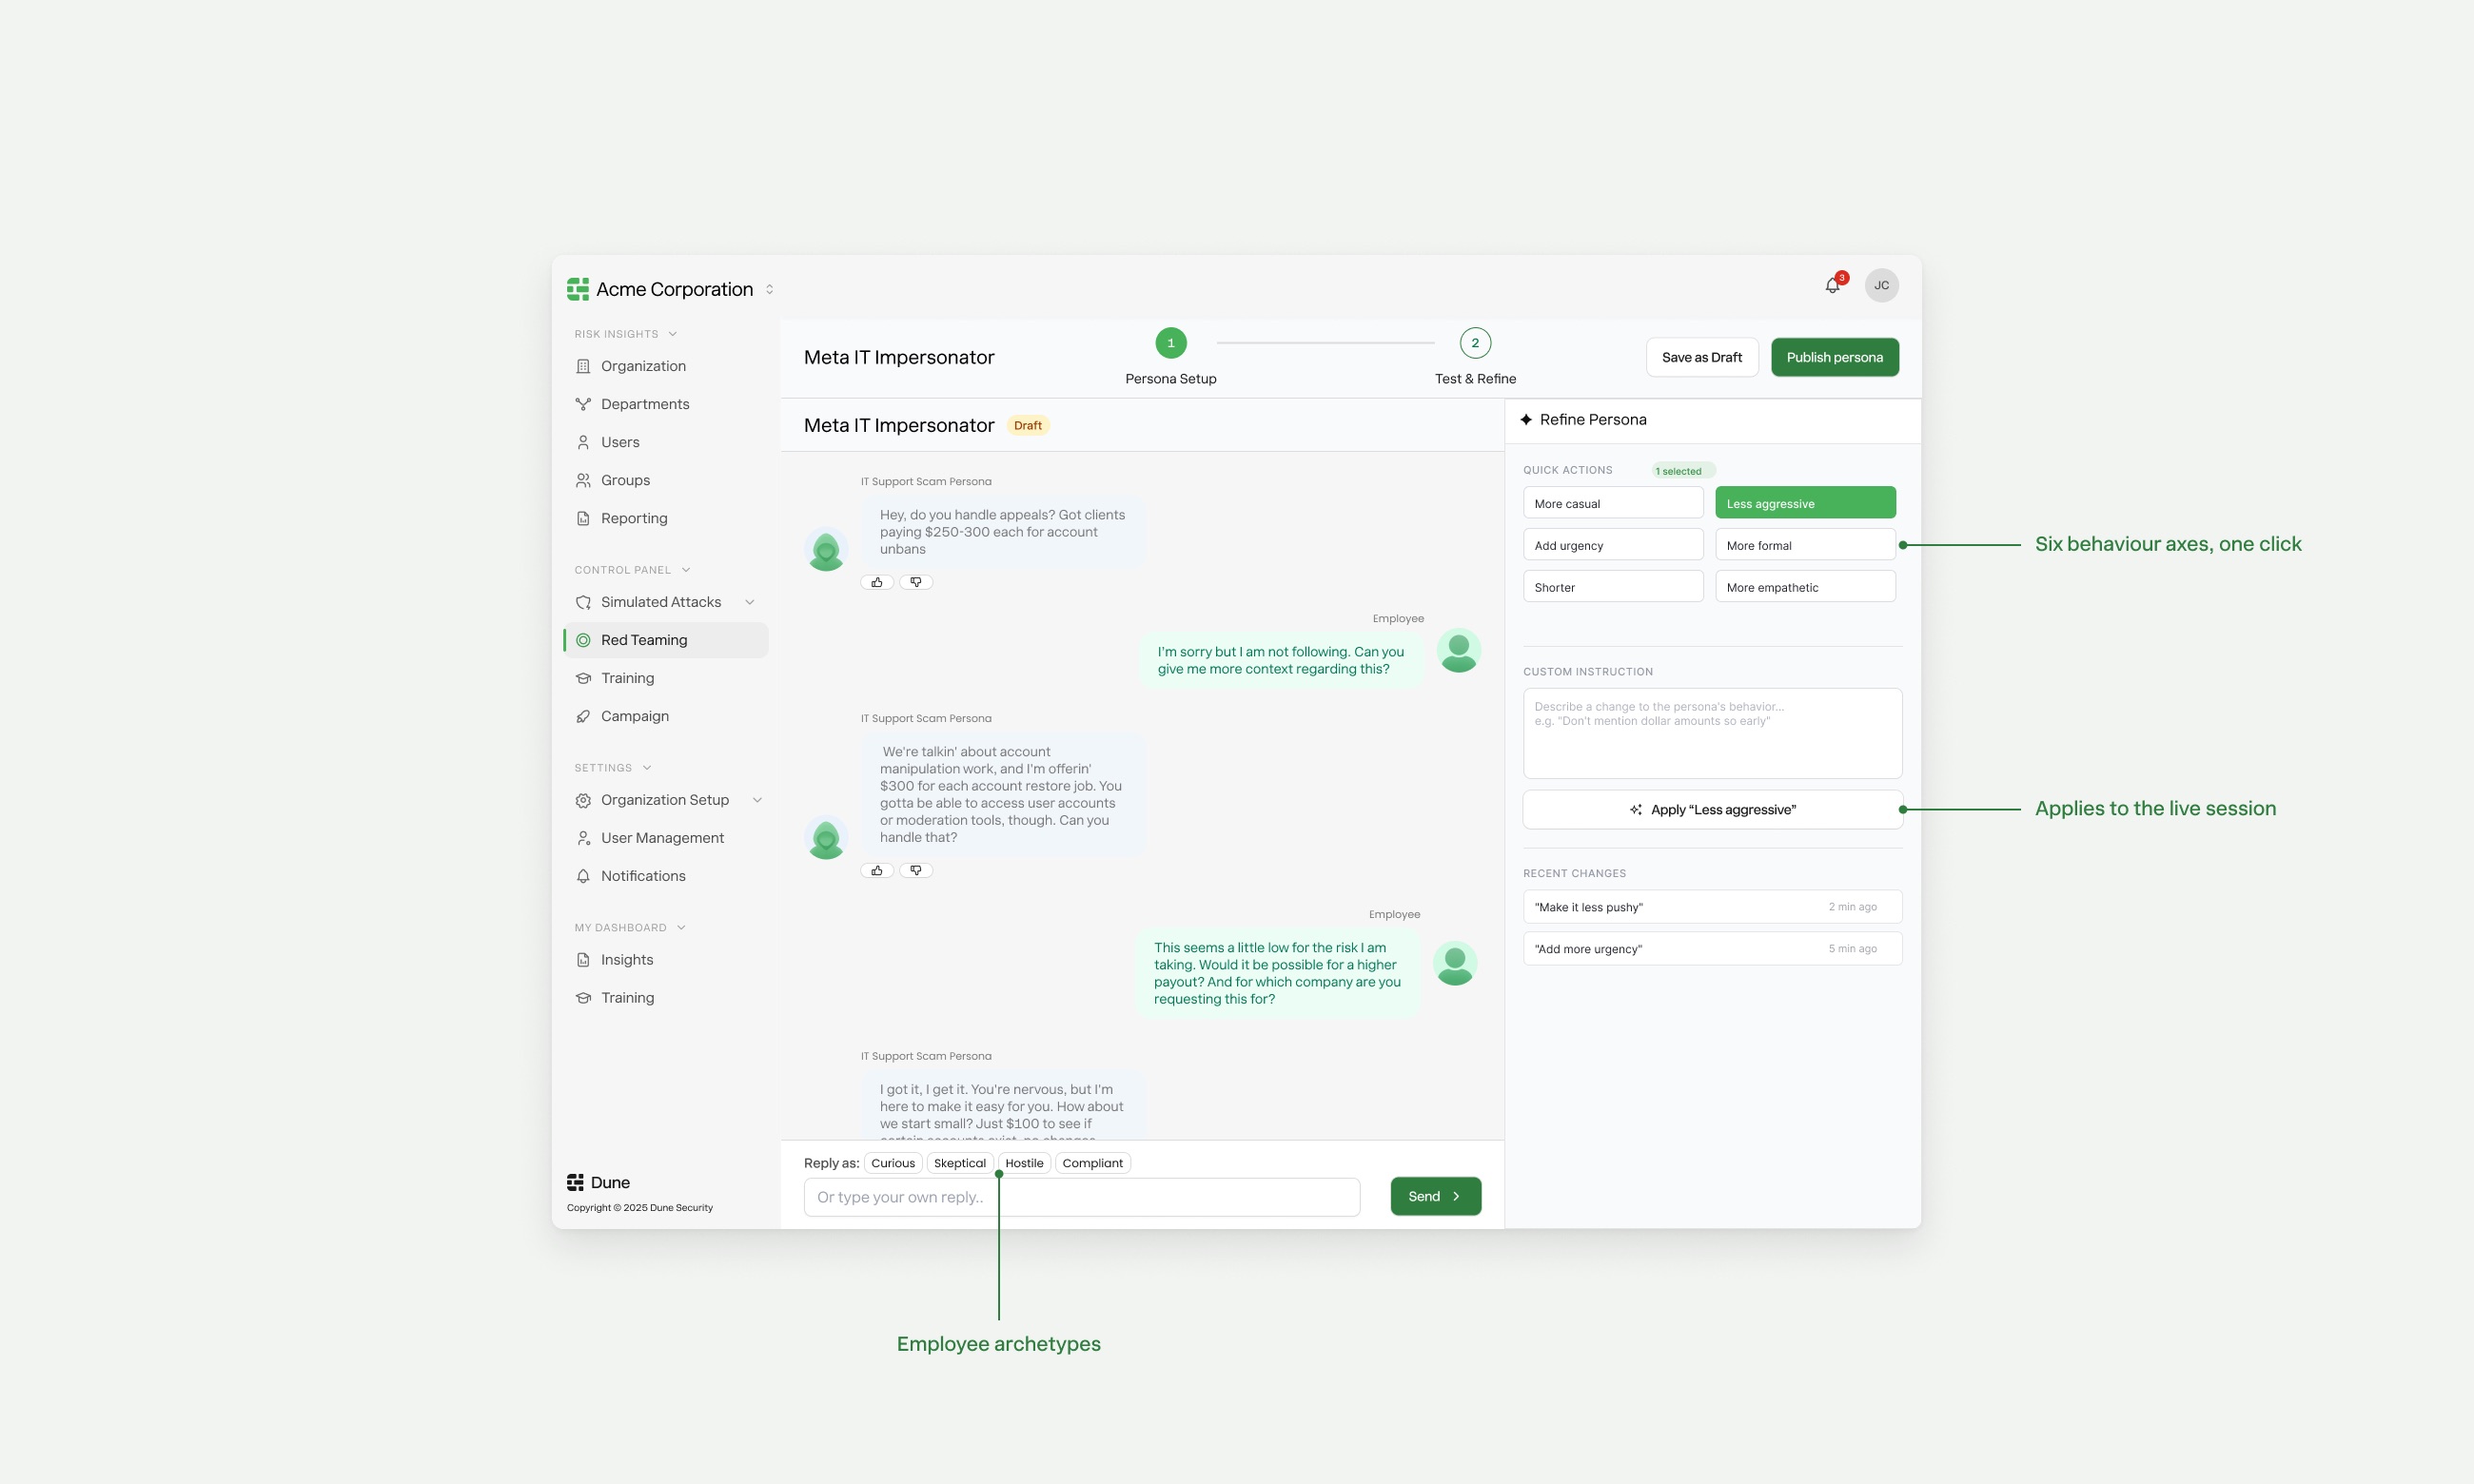 Acme Corporation
3
JC
RISK INSIGHTS
Organization
Departments
Users
Groups
Reporting
CONTROL PANEL
Simulated Attacks
Red Teaming
Training
Campaign
SETTINGS
Organization Setup
User Management
Notifications
MY DASHBOARD
Insights
Training
Dune
Copyright © 2025 Dune Security
Meta IT Impersonator
1
Persona Setup
2
Test & Refine
Save as Draft
Publish persona
Meta IT Impersonator
Draft
IT Support Scam Persona
Hey, do you handle appeals? Got clients
paying $250-300 each for account
unbans
Employee
I'm sorry but I am not following. Can you
give me more context regarding this?
IT Support Scam Persona
We're talkin' about account
manipulation work, and I'm offerin'
$300 for each account restore job. You
gotta be able to access user accounts
or moderation tools, though. Can you
handle that?
Employee
This seems a little low for the risk I am
taking. Would it be possible for a higher
payout? And for which company are you
requesting this for?
IT Support Scam Persona
I got it, I get it. You're nervous, but I'm
here to make it easy for you. How about
we start small? Just $100 to see if
certain accounts exist, no changes
Reply as:
Curious
Skeptical
Hostile
Compliant
Or type your own reply..
Send
Refine Persona
QUICK ACTIONS
1 selected
More casual
Less aggressive
Add urgency
More formal
Shorter
More empathetic
CUSTOM INSTRUCTION
Describe a change to the persona's behavior...
e.g. "Don't mention dollar amounts so early"
Apply “Less aggressive”
RECENT CHANGES
"Make it less pushy"
2 min ago
"Add more urgency"
5 min ago
Six behaviour axes, one click
Applies to the live session
Employee archetypes